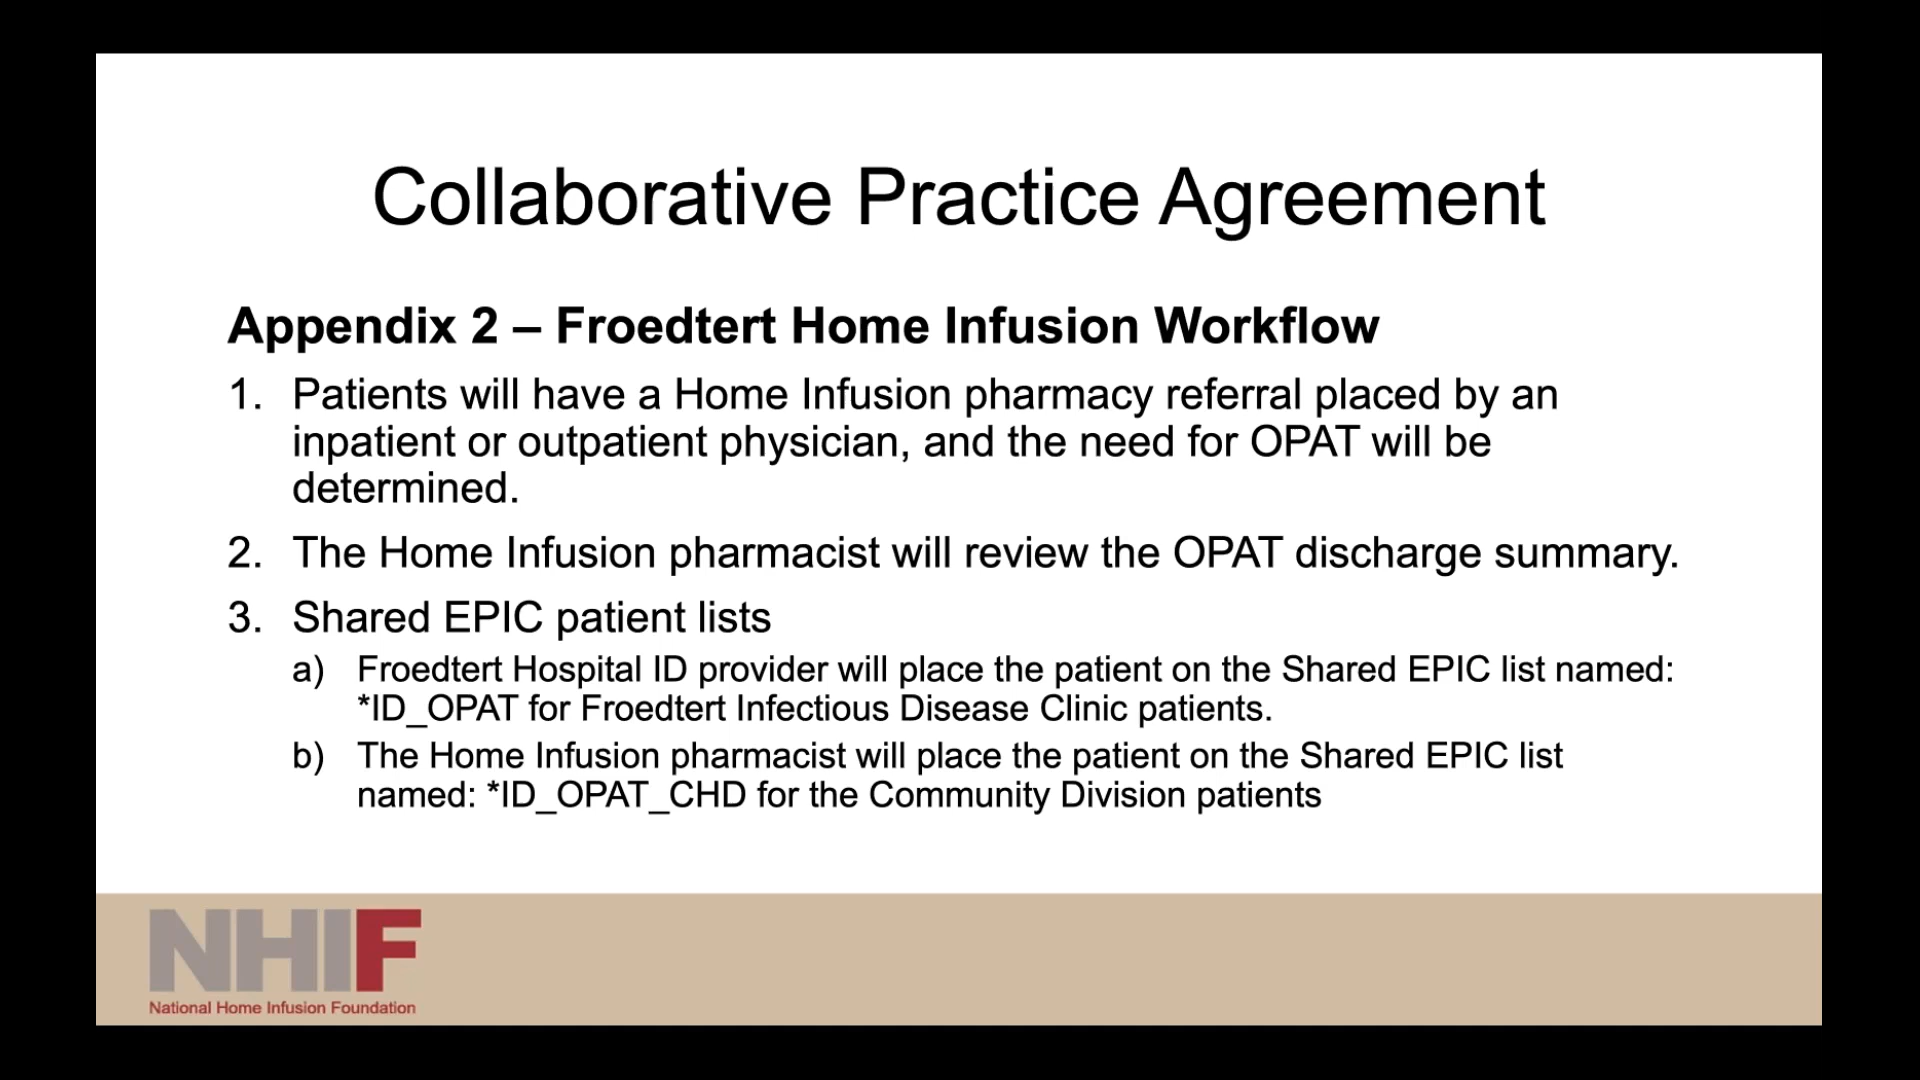 Collaborative Practice Agreement
Appendix 2 – Froedtert Home Infusion Workflow
1. Patients will have a Home Infusion pharmacy referral placed by an
inpatient or outpatient physician, and the need for OPAT will be
determined.
2. The Home Infusion pharmacist will review the OPAT discharge summary.
3. Shared EPIC patient lists
a) Froedtert Hospital ID provider will place the patient on the Shared EPIC list named:
*ID_OPAT for Froedtert Infectious Disease Clinic patients.
b) The Home Infusion pharmacist will place the patient on the Shared EPIC list
named: *ID_OPAT_CHD for the Community Division patients
NHIF
National Home Infusion Foundation